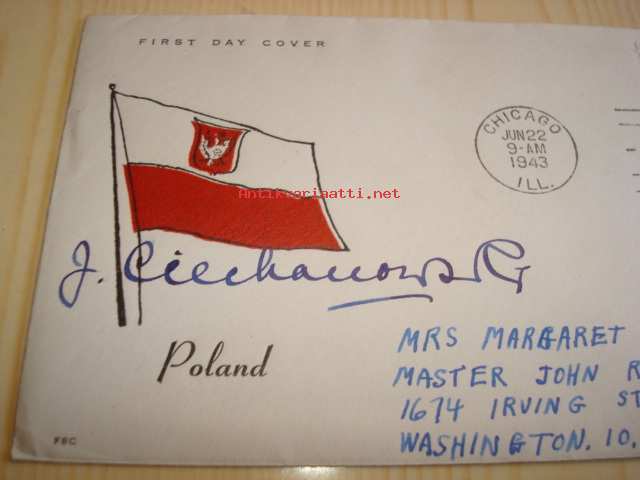 FIRST DAY COVER
CHICAGO
JUN 22
9-AM
1943
ILL.
Antikvariaatti.net
J. Ciechanowski
Poland
MRS MARGARET
MASTER JOHN R
1674 IRVING ST
WASHINGTON. 10.
FBC